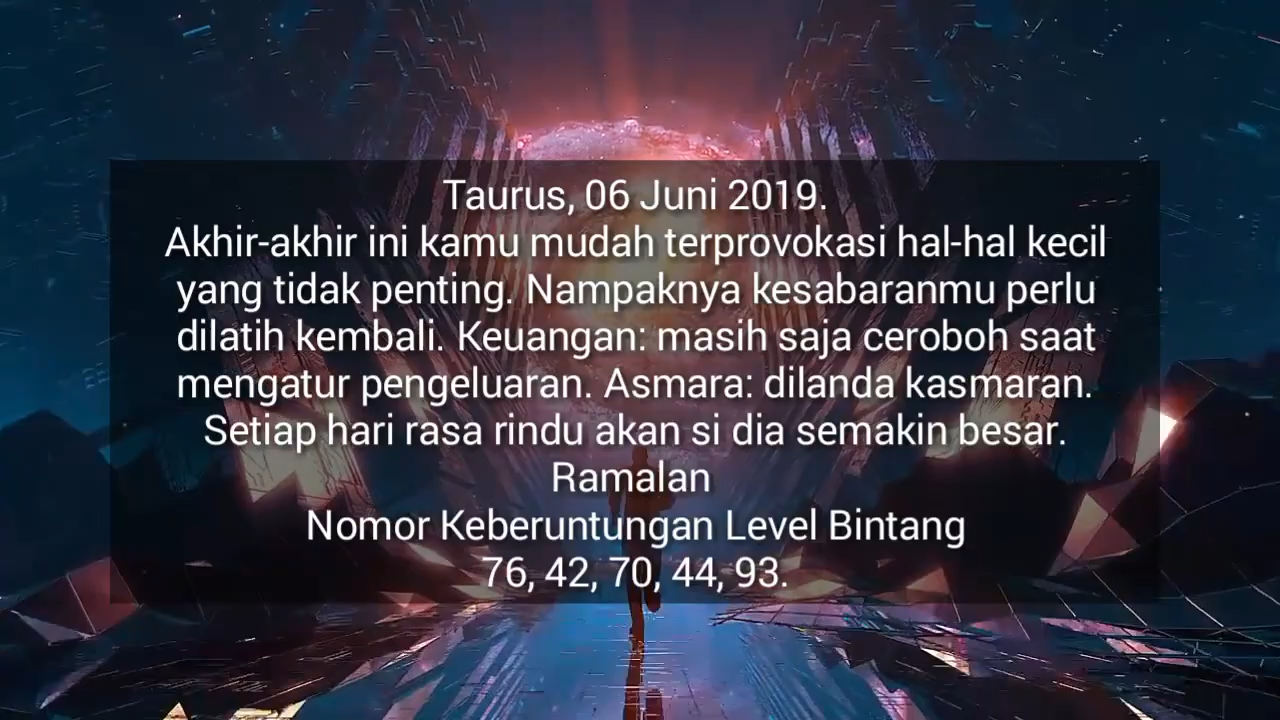 Taurus, 06 Juni 2019.
Akhir-akhir ini kamu mudah terprovokasi hal-hal kecil
yang tidak penting. Nampaknya kesabaranmu perlu
dilatih kembali. Keuangan: masih saja ceroboh saat
mengatur pengeluaran. Asmara: dilanda kasmaran.
Setiap hari rasa rindu akan si dia semakin besar.
Ramalan
Nomor Keberuntungan Level Bintang
76, 42, 70, 44, 93.